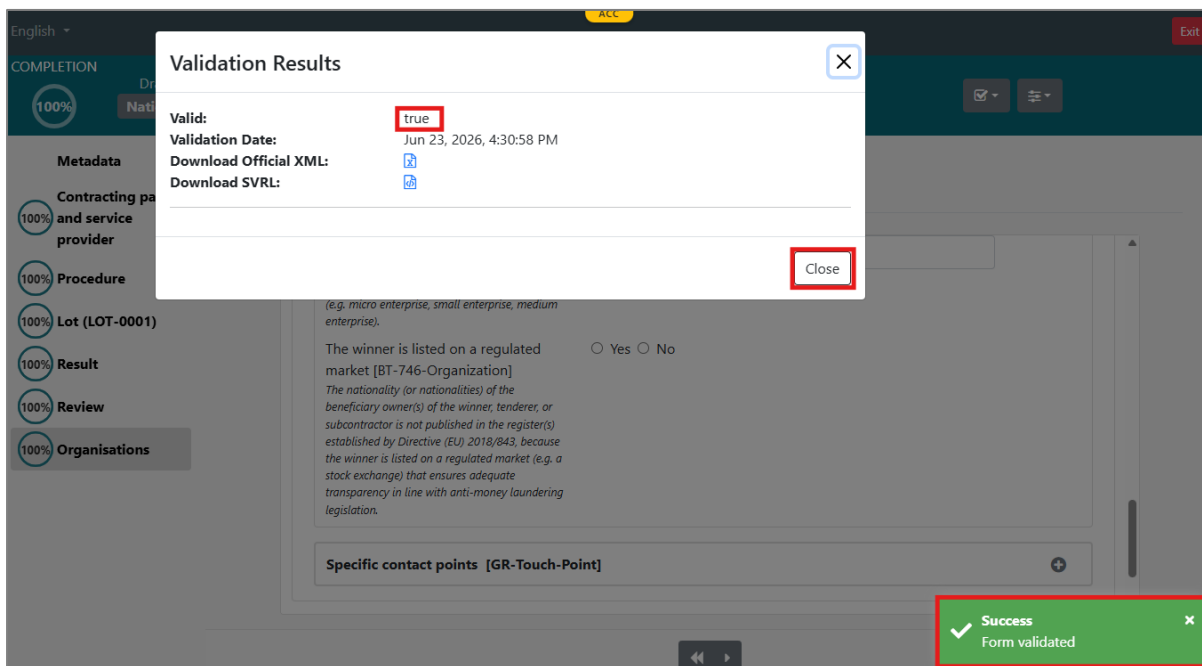 ACC
English
Exit
COMPLETION
100%
Validation Results
Valid: true
Validation Date: Jun 23, 2026, 4:30:58 PM
Download Official XML:
Download SVRL:
Close
Metadata
100% Contracting pa
and service
provider
100% Procedure
100% Lot (LOT-0001)
100% Result
100% Review
100% Organisations
(e.g. micro enterprise, small enterprise, medium
enterprise).
The winner is listed on a regulated
market [BT-746-Organization]
Yes No
The nationality (or nationalities) of the
beneficiary owner(s) of the winner, tenderer, or
subcontractor is not published in the register(s)
established by Directive (EU) 2018/843, because
the winner is listed on a regulated market (e.g. a
stock exchange) that ensures adequate
transparency in line with anti-money laundering
legislation.
Specific contact points [GR-Touch-Point]
Success
Form validated